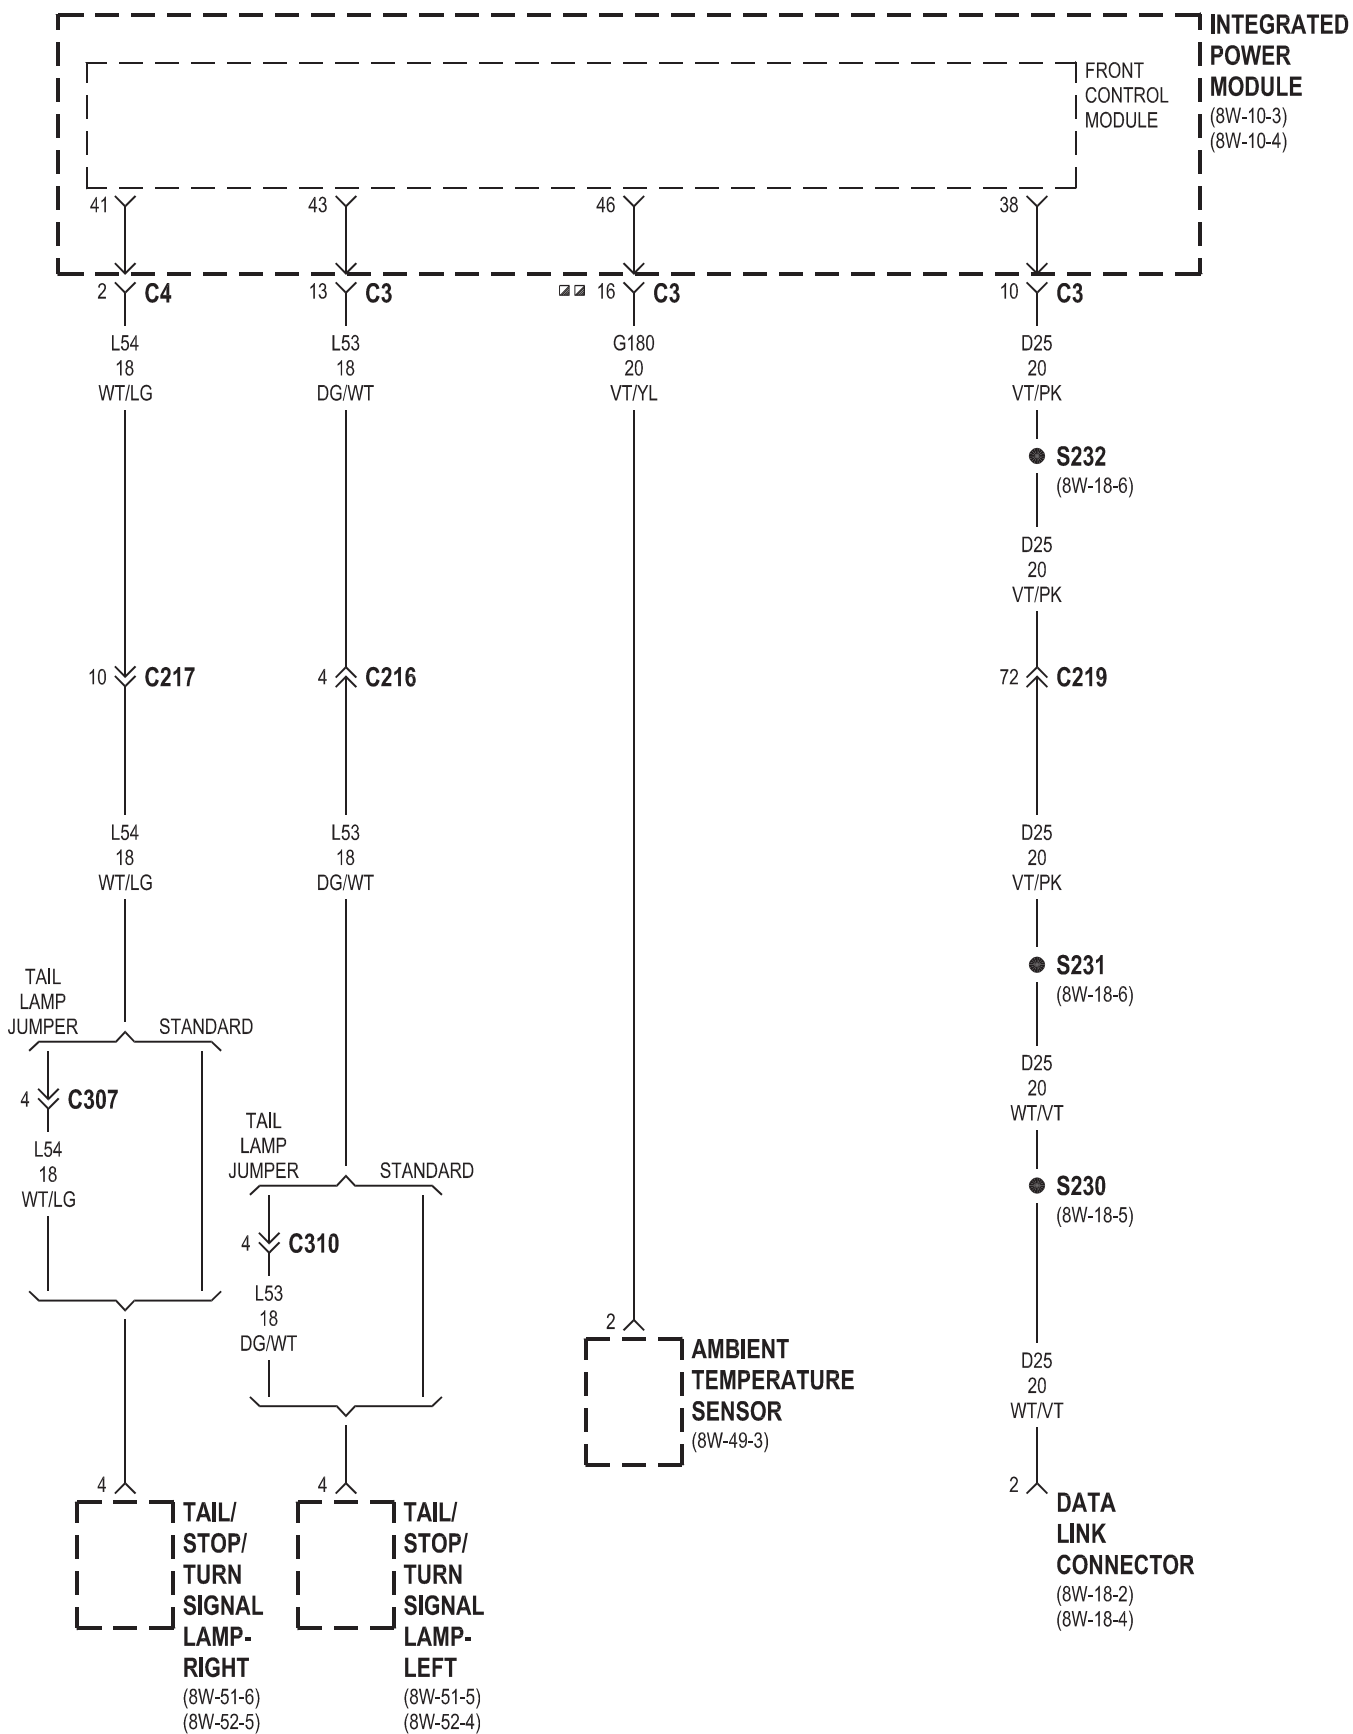 INTEGRATED
POWER
MODULE
(8W-10-3)
(8W-10-4)
FRONT
CONTROL
MODULE
41
43
46
38
2 C4
13 C3
16 C3
10 C3
L54
18
WT/LG
L53
18
DG/WT
G180
20
VT/YL
D25
20
VT/PK
S232
(8W-18-6)
D25
20
VT/PK
10 C217
4 C216
72 C219
L54
18
WT/LG
L53
18
DG/WT
D25
20
VT/PK
S231
(8W-18-6)
TAIL
LAMP
JUMPER
STANDARD
4 C307
L54
18
WT/LG
D25
20
WT/VT
TAIL
LAMP
JUMPER
STANDARD
4 C310
L53
18
DG/WT
S230
(8W-18-5)
2
AMBIENT
TEMPERATURE
SENSOR
(8W-49-3)
D25
20
WT/VT
4
TAIL/
STOP/
TURN
SIGNAL
LAMP-
RIGHT
(8W-51-6)
(8W-52-5)
4
TAIL/
STOP/
TURN
SIGNAL
LAMP-
LEFT
(8W-51-5)
(8W-52-4)
2
DATA
LINK
CONNECTOR
(8W-18-2)
(8W-18-4)